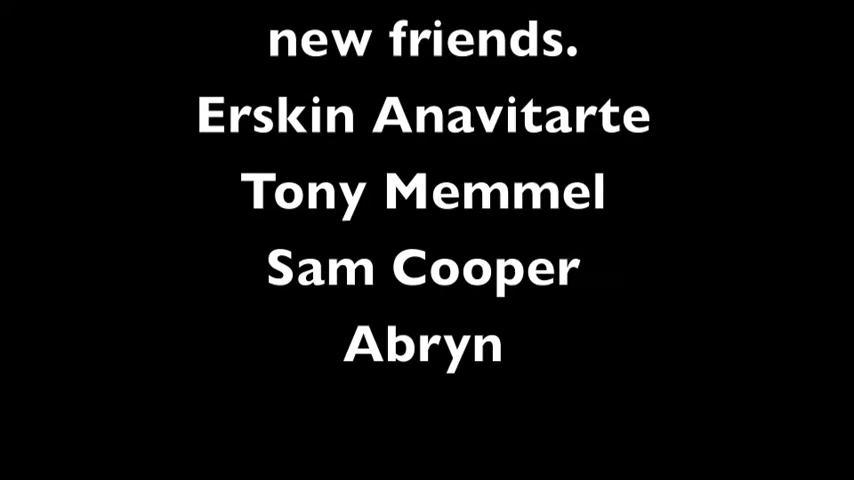 new friends.
Erskin Anavitarte
Tony Memmel
Sam Cooper
Abryn